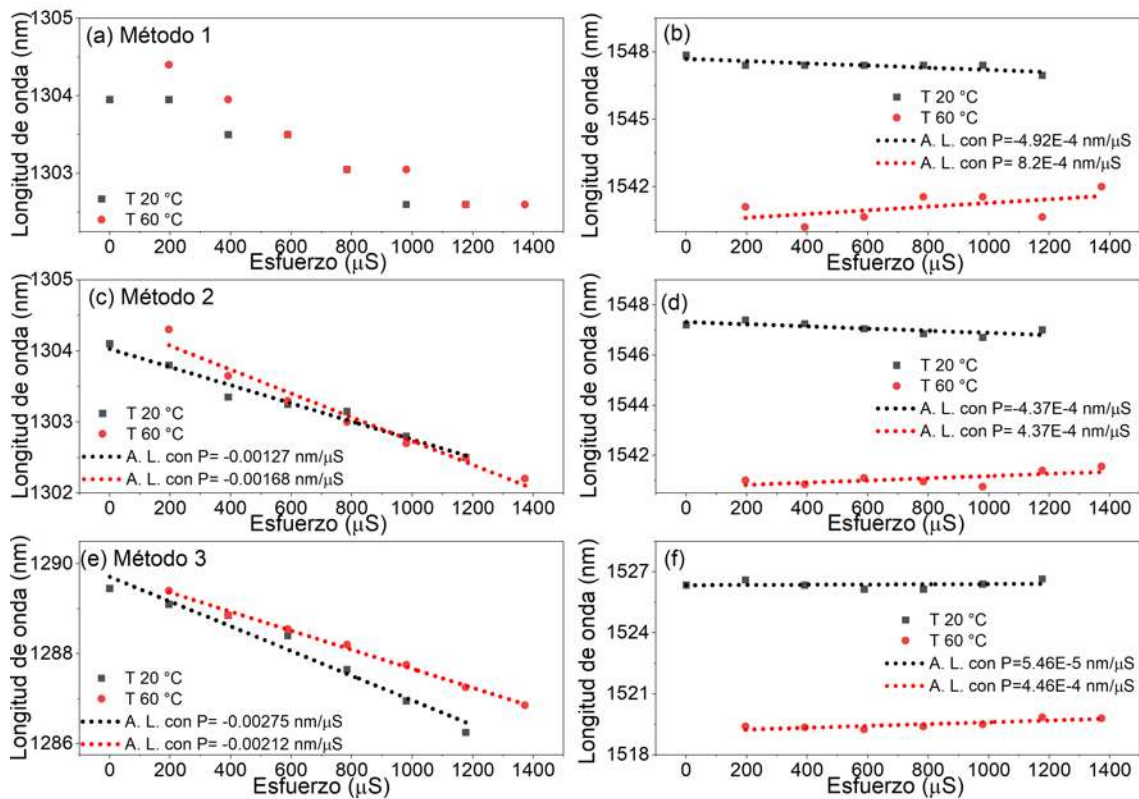 (a) Método 1
Longitud de onda (nm)
1305
1304
1303
T 20 °C
T 60 °C
0 200 400 600 800 1000 1200 1400
Esfuerzo (μS)
(b)
Longitud de onda (nm)
1548
1545
1542
T 20 °C
T 60 °C
A. L. con P=-4.92E-4 nm/μS
A. L. con P= 8.2E-4 nm/μS
0 200 400 600 800 1000 1200 1400
Esfuerzo (μS)
(c) Método 2
Longitud de onda (nm)
1305
1304
1303
1302
T 20 °C
T 60 °C
A. L. con P= -0.00127 nm/μS
A. L. con P= -0.00168 nm/μS
0 200 400 600 800 1000 1200 1400
Esfuerzo (μS)
(d)
Longitud de onda (nm)
1548
1546
1544
1542
T 20 °C
T 60 °C
A. L. con P=-4.37E-4 nm/μS
A. L. con P= 4.37E-4 nm/μS
0 200 400 600 800 1000 1200 1400
Esfuerzo (μS)
(e) Método 3
Longitud de onda (nm)
1290
1288
1286
T 20 °C
T 60 °C
A. L. con P= -0.00275 nm/μS
A. L. con P= -0.00212 nm/μS
0 200 400 600 800 1000 1200 1400
Esfuerzo (μS)
(f)
Longitud de onda (nm)
1527
1524
1521
1518
T 20 °C
T 60 °C
A. L. con P=5.46E-5 nm/μS
A. L. con P=4.46E-4 nm/μS
0 200 400 600 800 1000 1200 1400
Esfuerzo (μS)